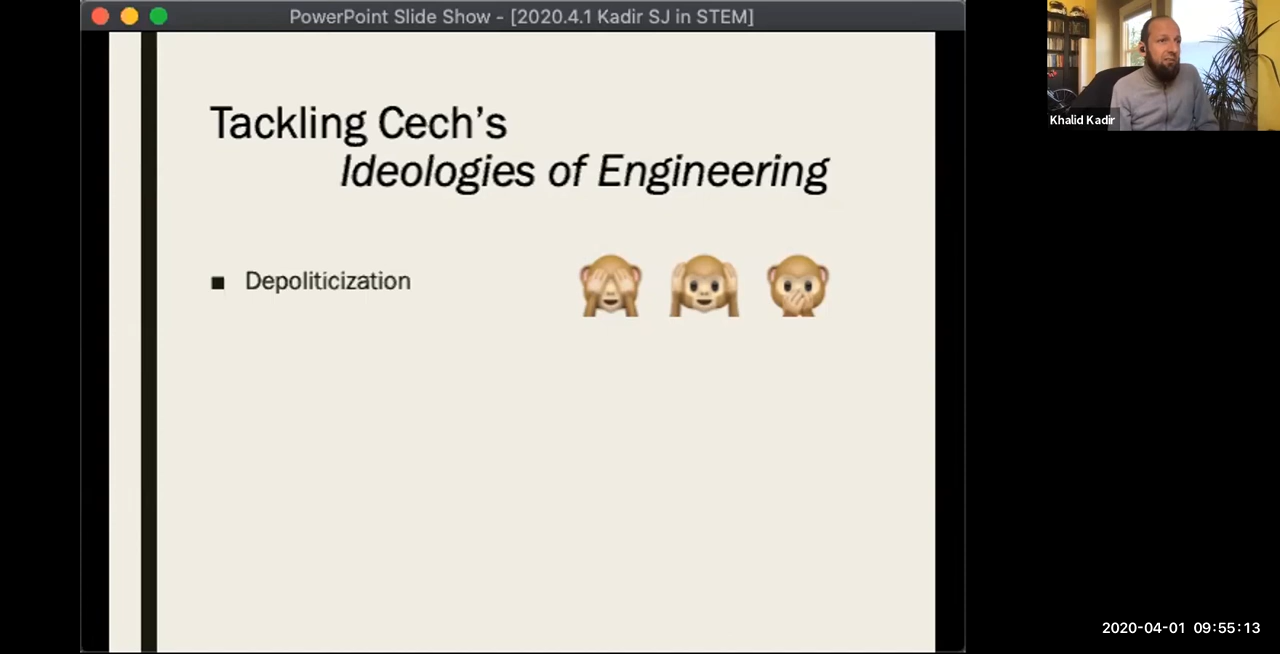 PowerPoint Slide Show - [2020.4.1 Kadir SJ in STEM]
Tackling Cech's
Ideologies of Engineering
■ Depoliticization
Khalid Kadir
2020-04-01 09:55:13